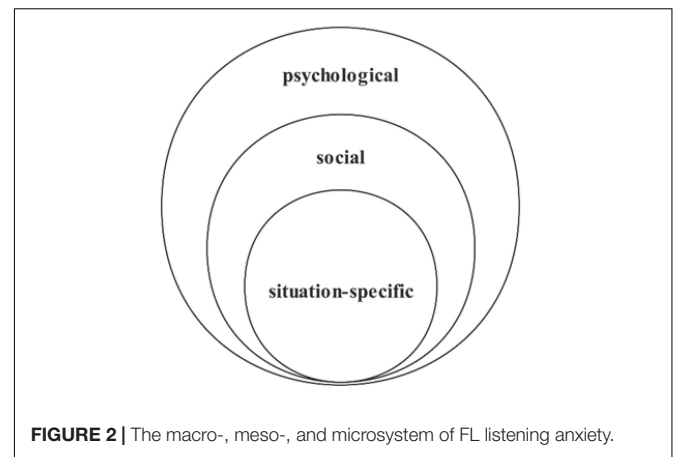 psychological
social
situation-specific
FIGURE 2 | The macro-, meso-, and microsystem of FL listening anxiety.